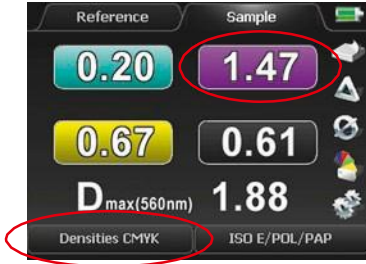 Reference Sample
0.20 1.47
0.67 0.61
Dmax(560nm) 1.88
Densities CMYK ISO E/POL/PAP